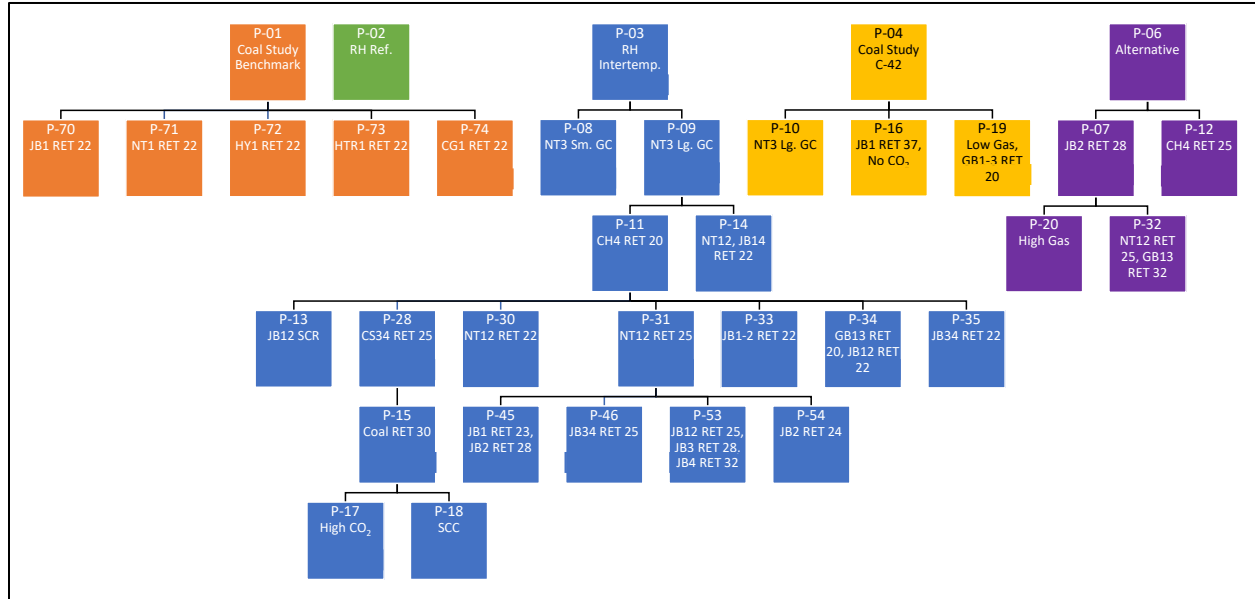 P-01
Coal Study
Benchmark
P-02
RH Ref.
P-03
RH
Intertemp.
P-04
Coal Study
C-42
P-06
Alternative
P-70
JB1 RET 22
P-71
NT1 RET 22
P-72
HY1 RET 22
P-73
HTR1 RET 22
P-74
CG1 RET 22
P-08
NT3 Sm. GC
P-09
NT3 Lg. GC
P-10
NT3 Lg. GC
P-16
JB1 RET 37,
No CO₂
P-19
Low Gas,
GB1-3 RET
20
P-07
JB2 RET 28
P-12
CH4 RET 25
P-11
CH4 RET 20
P-14
NT12, JB14
RET 22
P-20
High Gas
P-32
NT12 RET
25, GB13
RET 32
P-13
JB12 SCR
P-28
CS34 RET 25
P-30
NT12 RET 22
P-31
NT12 RET 25
P-33
JB1-2 RET 22
P-34
GB13 RET
20, JB12 RET
22
P-35
JB34 RET 22
P-15
Coal RET 30
P-45
JB1 RET 23,
JB2 RET 28
P-46
JB34 RET 25
P-53
JB12 RET 25,
JB3 RET 28.
JB4 RET 32
P-54
JB2 RET 24
P-17
High CO₂
P-18
SCC